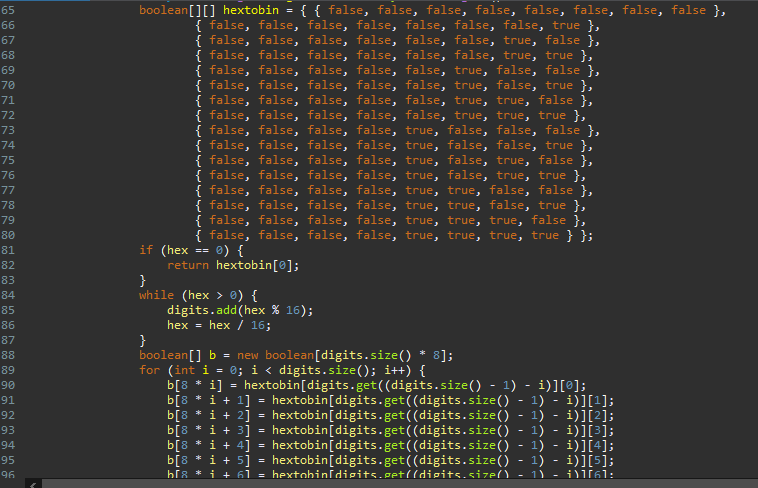 65 boolean[][] hextobin = { { false, false, false, false, false, false, false, false },
66 { false, false, false, false, false, false, false, true },
67 { false, false, false, false, false, false, true, false },
68 { false, false, false, false, false, false, true, true },
69 { false, false, false, false, false, true, false, false },
70 { false, false, false, false, false, true, false, true },
71 { false, false, false, false, false, true, true, false },
72 { false, false, false, false, false, true, true, true },
73 { false, false, false, false, true, false, false, false },
74 { false, false, false, false, true, false, false, true },
75 { false, false, false, false, true, false, true, false },
76 { false, false, false, false, true, false, true, true },
77 { false, false, false, false, true, true, false, false },
78 { false, false, false, false, true, true, false, true },
79 { false, false, false, false, true, true, true, false },
80 { false, false, false, false, true, true, true, true } };
81 if (hex == 0) {
82 return hextobin[0];
83 }
84 while (hex > 0) {
85 digits.add(hex % 16);
86 hex = hex / 16;
87 }
88 boolean[] b = new boolean[digits.size() * 8];
89 for (int i = 0; i < digits.size(); i++) {
90 b[8 * i] = hextobin[digits.get((digits.size() - 1) - i)][0];
91 b[8 * i + 1] = hextobin[digits.get((digits.size() - 1) - i)][1];
92 b[8 * i + 2] = hextobin[digits.get((digits.size() - 1) - i)][2];
93 b[8 * i + 3] = hextobin[digits.get((digits.size() - 1) - i)][3];
94 b[8 * i + 4] = hextobin[digits.get((digits.size() - 1) - i)][4];
95 b[8 * i + 5] = hextobin[digits.get((digits.size() - 1) - i)][5];
96 b[8 * i + 6] = hextobin[digits.get((digits.size() - 1) - i)][6];